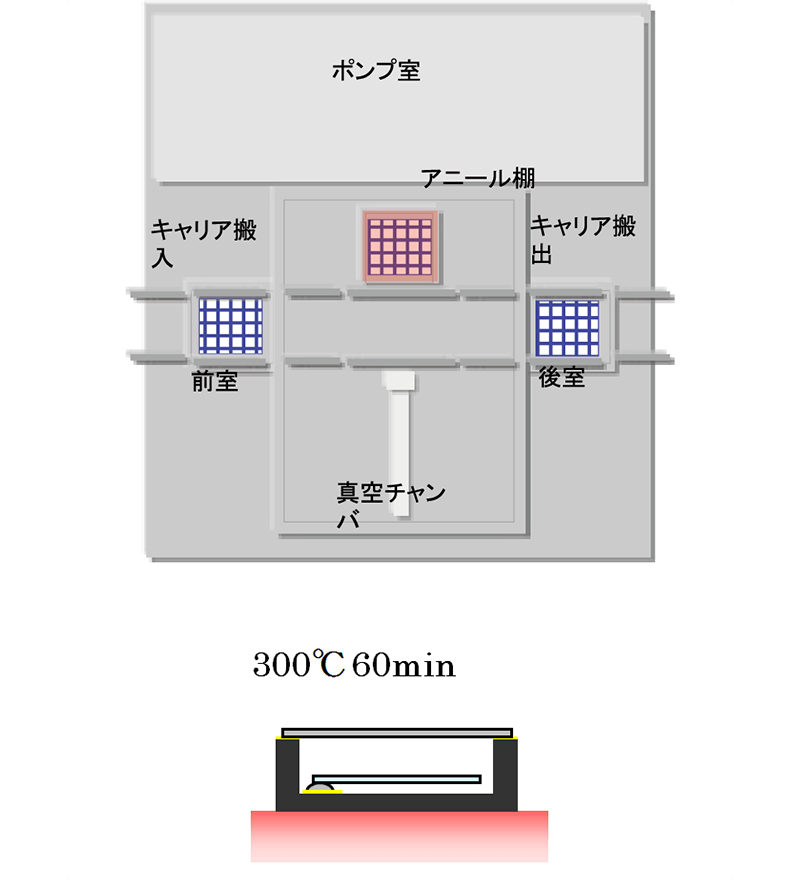 ポンプ室
アニール棚
キャリア搬
入
キャリア搬
出
前室
後室
真空チャン
バ
300℃ 60min